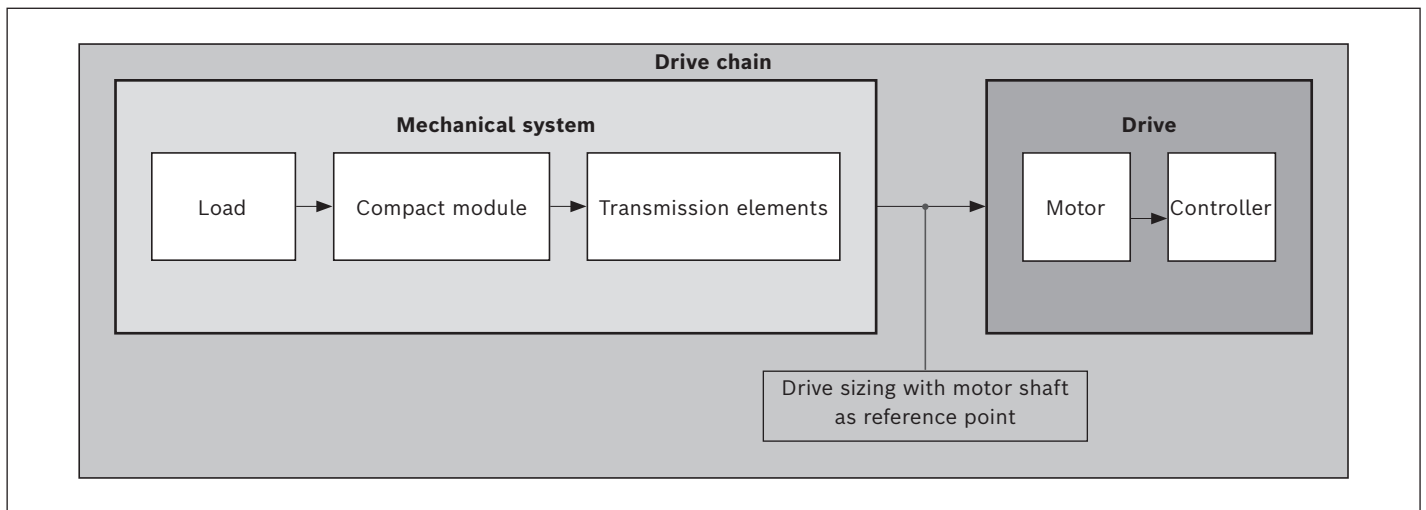 Drive chain
Mechanical system
Drive
Load
Compact module
Transmission elements
Motor
Controller
Drive sizing with motor shaft
as reference point